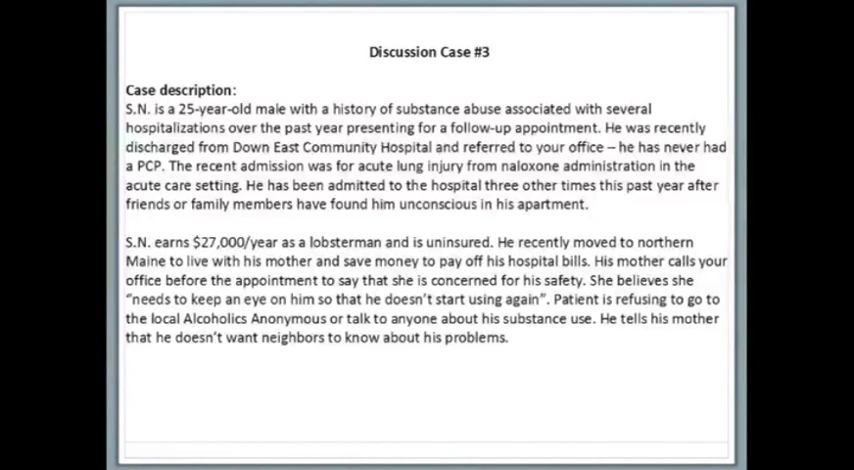 Discussion Case #3
Case description:
S.N. is a 25-year-old male with a history of substance abuse associated with several
hospitalizations over the past year presenting for a follow-up appointment. He was recently
discharged from Down East Community Hospital and referred to your office – he has never had
a PCP. The recent admission was for acute lung injury from naloxone administration in the
acute care setting. He has been admitted to the hospital three other times this past year after
friends or family members have found him unconscious in his apartment.
S.N. earns $27,000/year as a lobsterman and is uninsured. He recently moved to northern
Maine to live with his mother and save money to pay off his hospital bills. His mother calls your
office before the appointment to say that she is concerned for his safety. She believes she
“needs to keep an eye on him so that he doesn’t start using again”. Patient is refusing to go to
the local Alcoholics Anonymous or talk to anyone about his substance use. He tells his mother
that he doesn’t want neighbors to know about his problems.